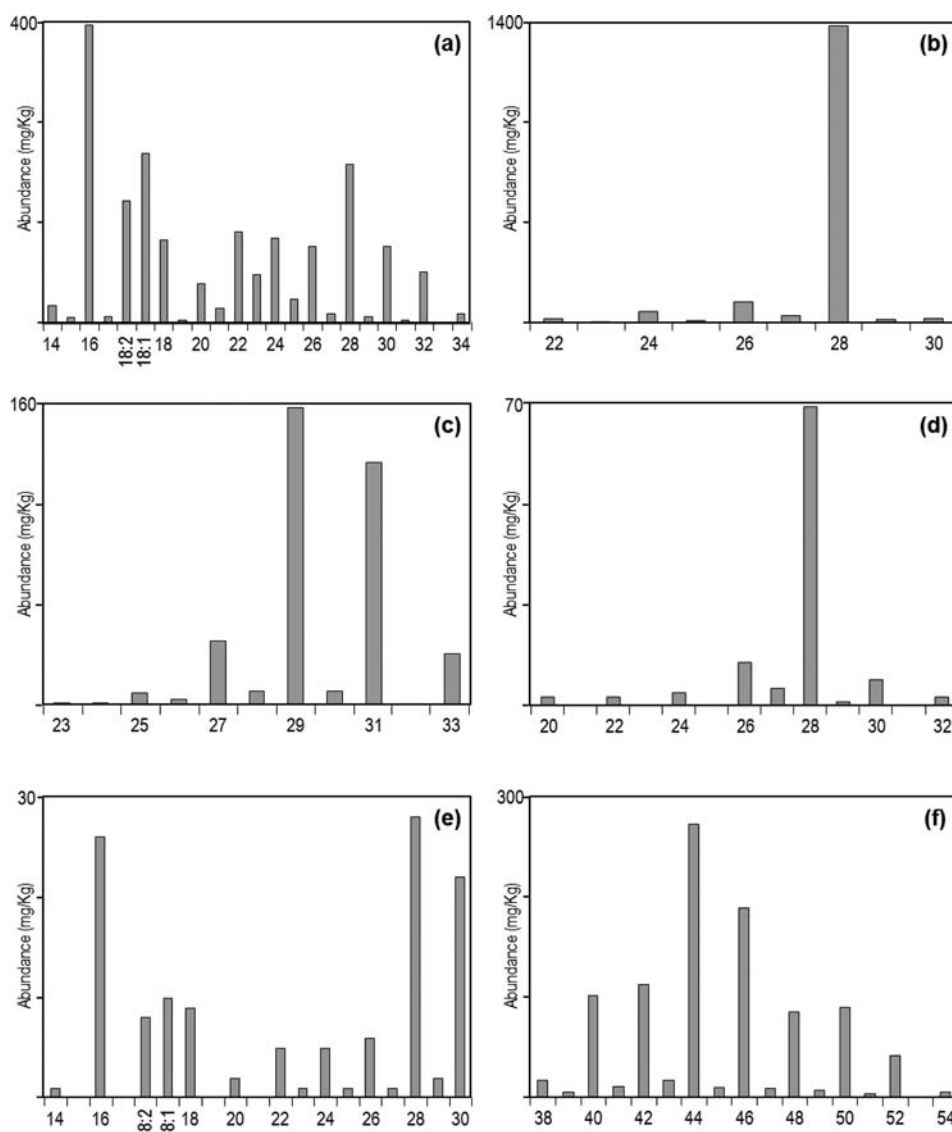 400
(a)
Abundance (mg/Kg)
14 16 18:2 18:1 18 20 22 24 26 28 30 32 34
1400
(b)
Abundance (mg/Kg)
22 24 26 28 30
160
(c)
Abundance (mg/Kg)
23 25 27 29 31 33
70
(d)
Abundance (mg/Kg)
20 22 24 26 28 30 32
30
(e)
Abundance (mg/Kg)
14 16 8:2 8:1 18 20 22 24 26 28 30
300
(f)
Abundance (mg/Kg)
38 40 42 44 46 48 50 52 54